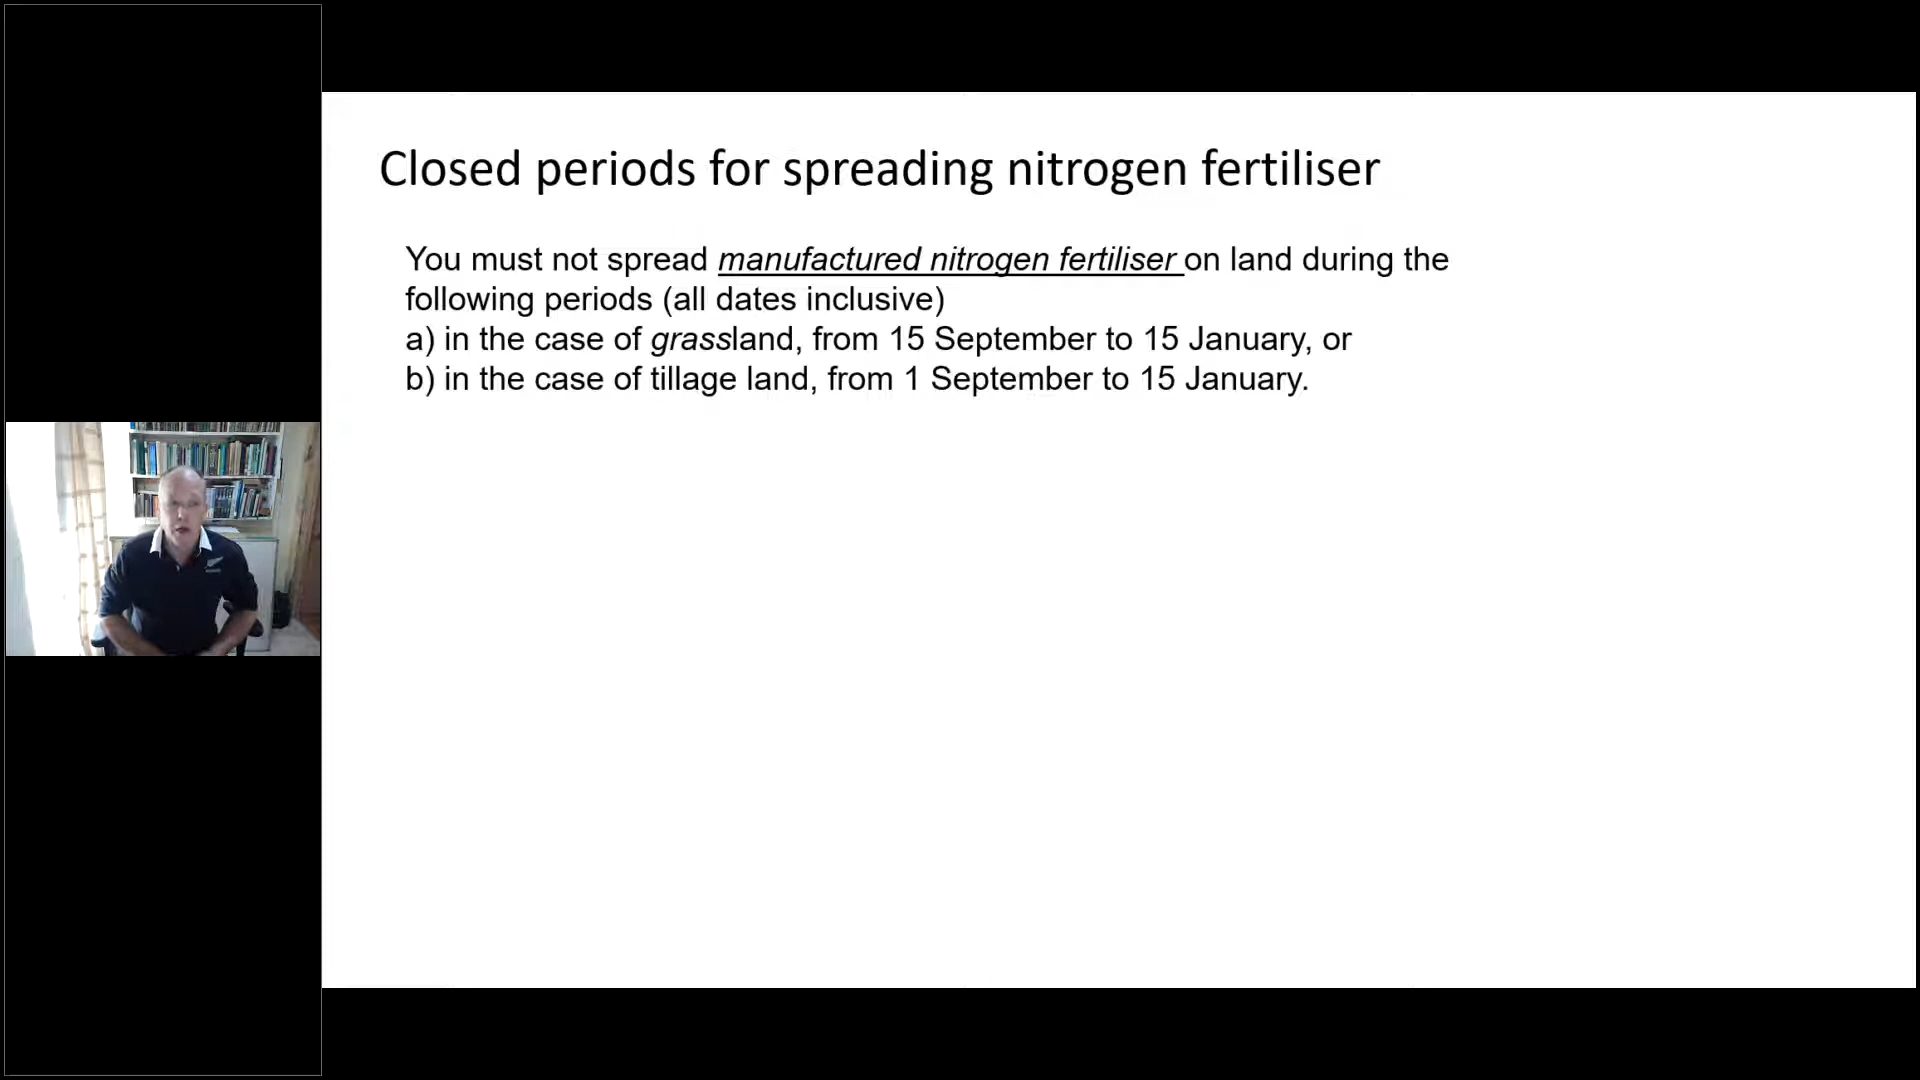 Closed periods for spreading nitrogen fertiliser
You must not spread manufactured nitrogen fertiliser on land during the
following periods (all dates inclusive)
a) in the case of grassland, from 15 September to 15 January, or
b) in the case of tillage land, from 1 September to 15 January.